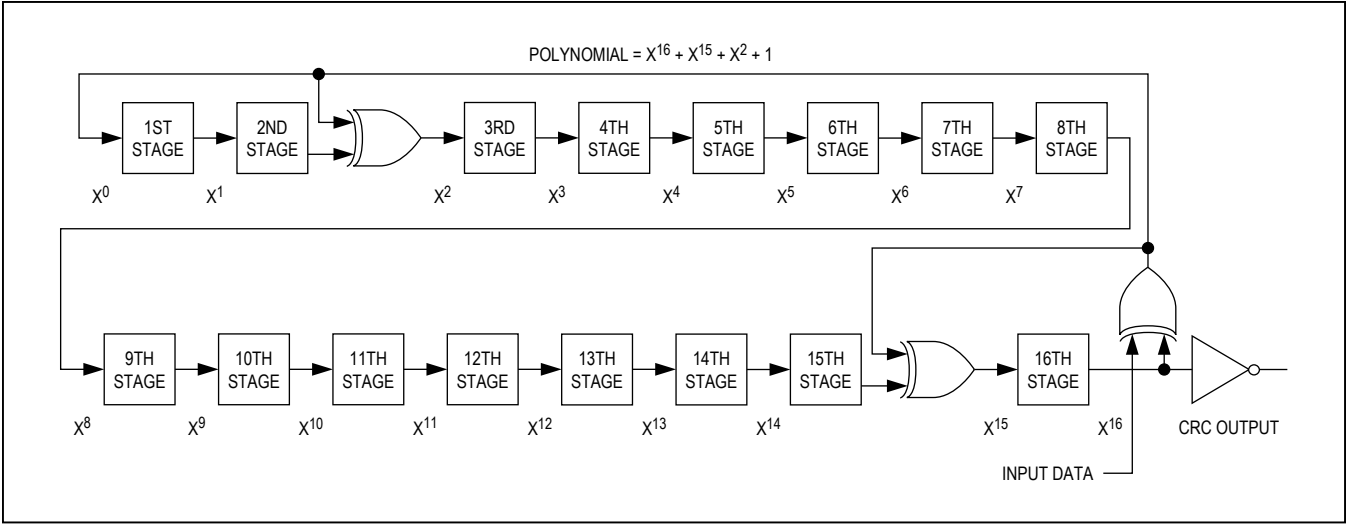 POLYNOMIAL = X¹⁶ + X¹⁵ + X² + 1
1ST STAGE
2ND STAGE
3RD STAGE
4TH STAGE
5TH STAGE
6TH STAGE
7TH STAGE
8TH STAGE
X⁰
X¹
X²
X³
X⁴
X⁵
X⁶
X⁷
9TH STAGE
10TH STAGE
11TH STAGE
12TH STAGE
13TH STAGE
14TH STAGE
15TH STAGE
16TH STAGE
X⁸
X⁹
X¹⁰
X¹¹
X¹²
X¹³
X¹⁴
X¹⁵
X¹⁶
CRC OUTPUT
INPUT DATA